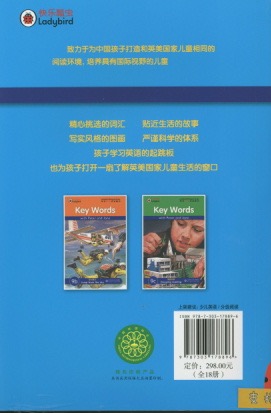 快乐瓢虫
Ladybird
致力于为中国孩子打造和英美国家儿童相同的
阅读环境，培养具有国际视野的儿童
精心挑选的词汇 贴近生活的故事
写实风格的图画 严谨科学的体系
孩子学习英语的起跳板
也为孩子打开一扇了解英美国家儿童生活的窗口
Key Words
Key Words
定价：298.00元
（全18册）